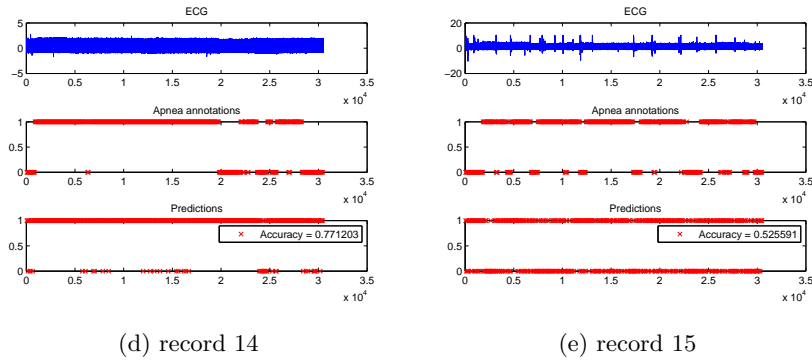 ECG
5
0
−5
0 0.5 1 1.5 2 2.5 3 3.5
x 10^4
Apnea annotations
1
0.5
0
0 0.5 1 1.5 2 2.5 3 3.5
x 10^4
Predictions
1
Accuracy = 0.771203
0.5
0
0 0.5 1 1.5 2 2.5 3 3.5
x 10^4
(d) record 14
ECG
20
0
−20
0 0.5 1 1.5 2 2.5 3 3.5
x 10^4
Apnea annotations
1
0.5
0
0 0.5 1 1.5 2 2.5 3 3.5
x 10^4
Predictions
1
Accuracy = 0.525591
0.5
0
0 0.5 1 1.5 2 2.5 3 3.5
x 10^4
(e) record 15